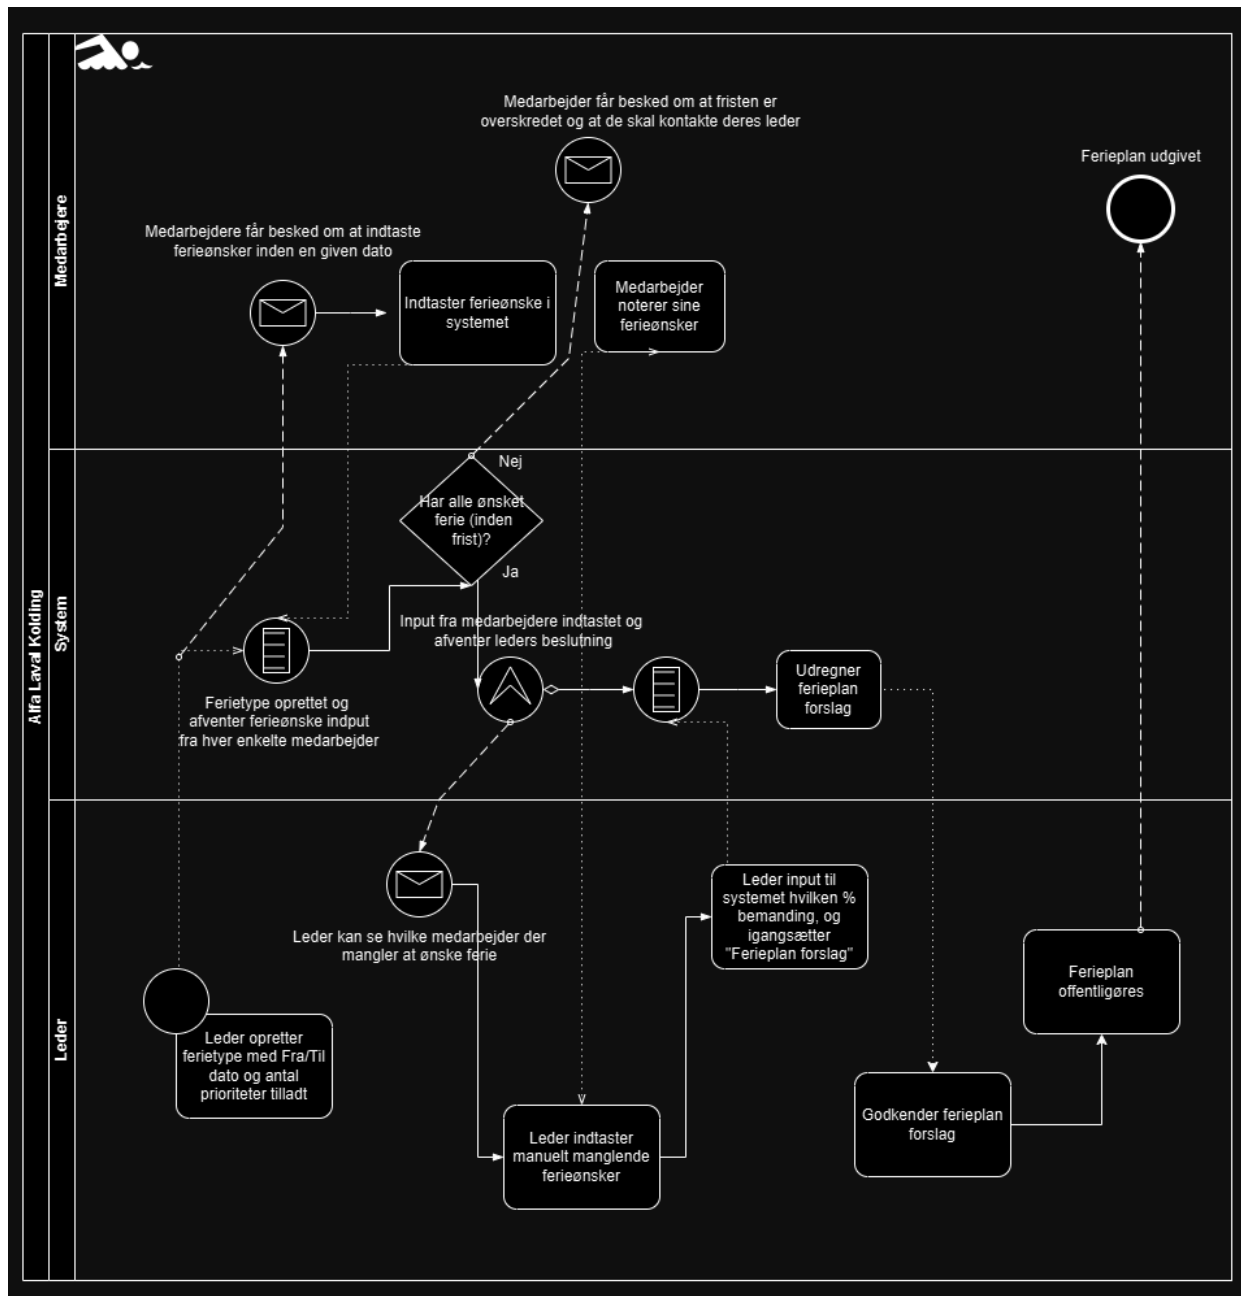 Alfa Laval Kolding
Medarbejdere
Medarbejder får besked om at fristen er
overskredet og at de skal kontakte deres leder
Ferieplan udgivet
Medarbejdere får besked om at indtaste
ferieønsker inden en given dato
Indtaster ferieønske i
systemet
Medarbejder
noterer sine
ferieønsker
System
Nej
Har alle ønsket
ferie (inden
frist)?
Ja
Input fra medarbejdere indtastet og
afventer leders beslutning
Ferietype oprettet og
afventer ferieønske indput
fra hver enkelte medarbejder
Udregner
ferieplan
forslag
Leder
Leder kan se hvilke medarbejder der
mangler at ønske ferie
Leder input til
systemet hvilken %
bemanding, og
igangsætter
"Ferieplan forslag"
Ferieplan
offentligøres
Leder opretter
ferietype med Fra/Til
dato og antal
prioriteter tilladt
Leder indtaster
manuelt manglende
ferieønsker
Godkender ferieplan
forslag